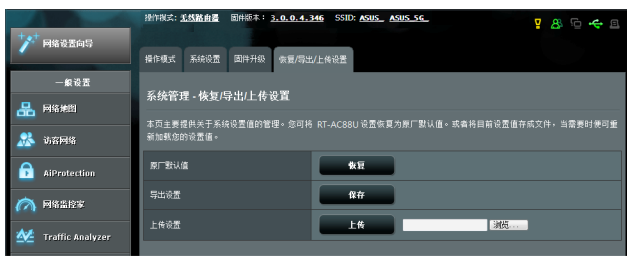 操作模式: 无线路由器 固件版本: 3.0.0.4.346 SSID: ASUS_ ASUS_5G_
网络设置向导
操作模式 系统设置 固件升级 恢复/导出/上传设置
一般设置
系统管理 - 恢复/导出/上传设置
网络地图
本页主要提供关于系统设置值的管理。您可将 RT-AC88U 设置恢复为原厂默认值。或者将目前设置值存成文件，当需要时便可重
新加载您的设置值。
访客网络
原厂默认值 恢复
AiProtection
导出设置 保存
网络监控家
上传设置 上传 浏览...
Traffic Analyzer